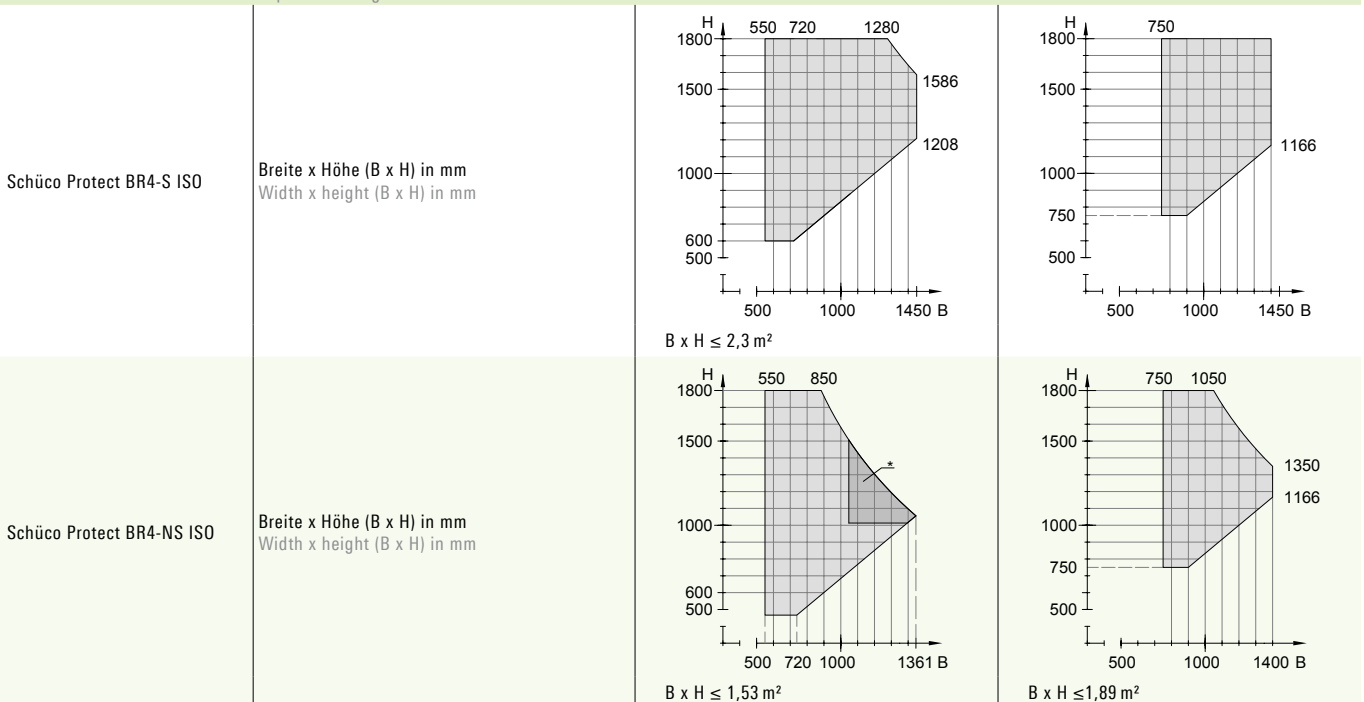 Schüco Protect BR4-S ISO
Breite x Höhe (B x H) in mm
Width x height (B x H) in mm
H
550 720 1280
1800
1586
1500
1208
1000
600
500
500 1000 1450 B
B x H ≤ 2,3 m²
H
750
1800
1500
1166
1000
750
500
500 1000 1450 B
Schüco Protect BR4-NS ISO
Breite x Höhe (B x H) in mm
Width x height (B x H) in mm
H
550 850
1800
1500
*
1000
600
500
500 720 1000 1361 B
B x H ≤ 1,53 m²
H
750 1050
1800
1500
1350
1166
1000
750
500
500 1000 1400 B
B x H ≤1,89 m²